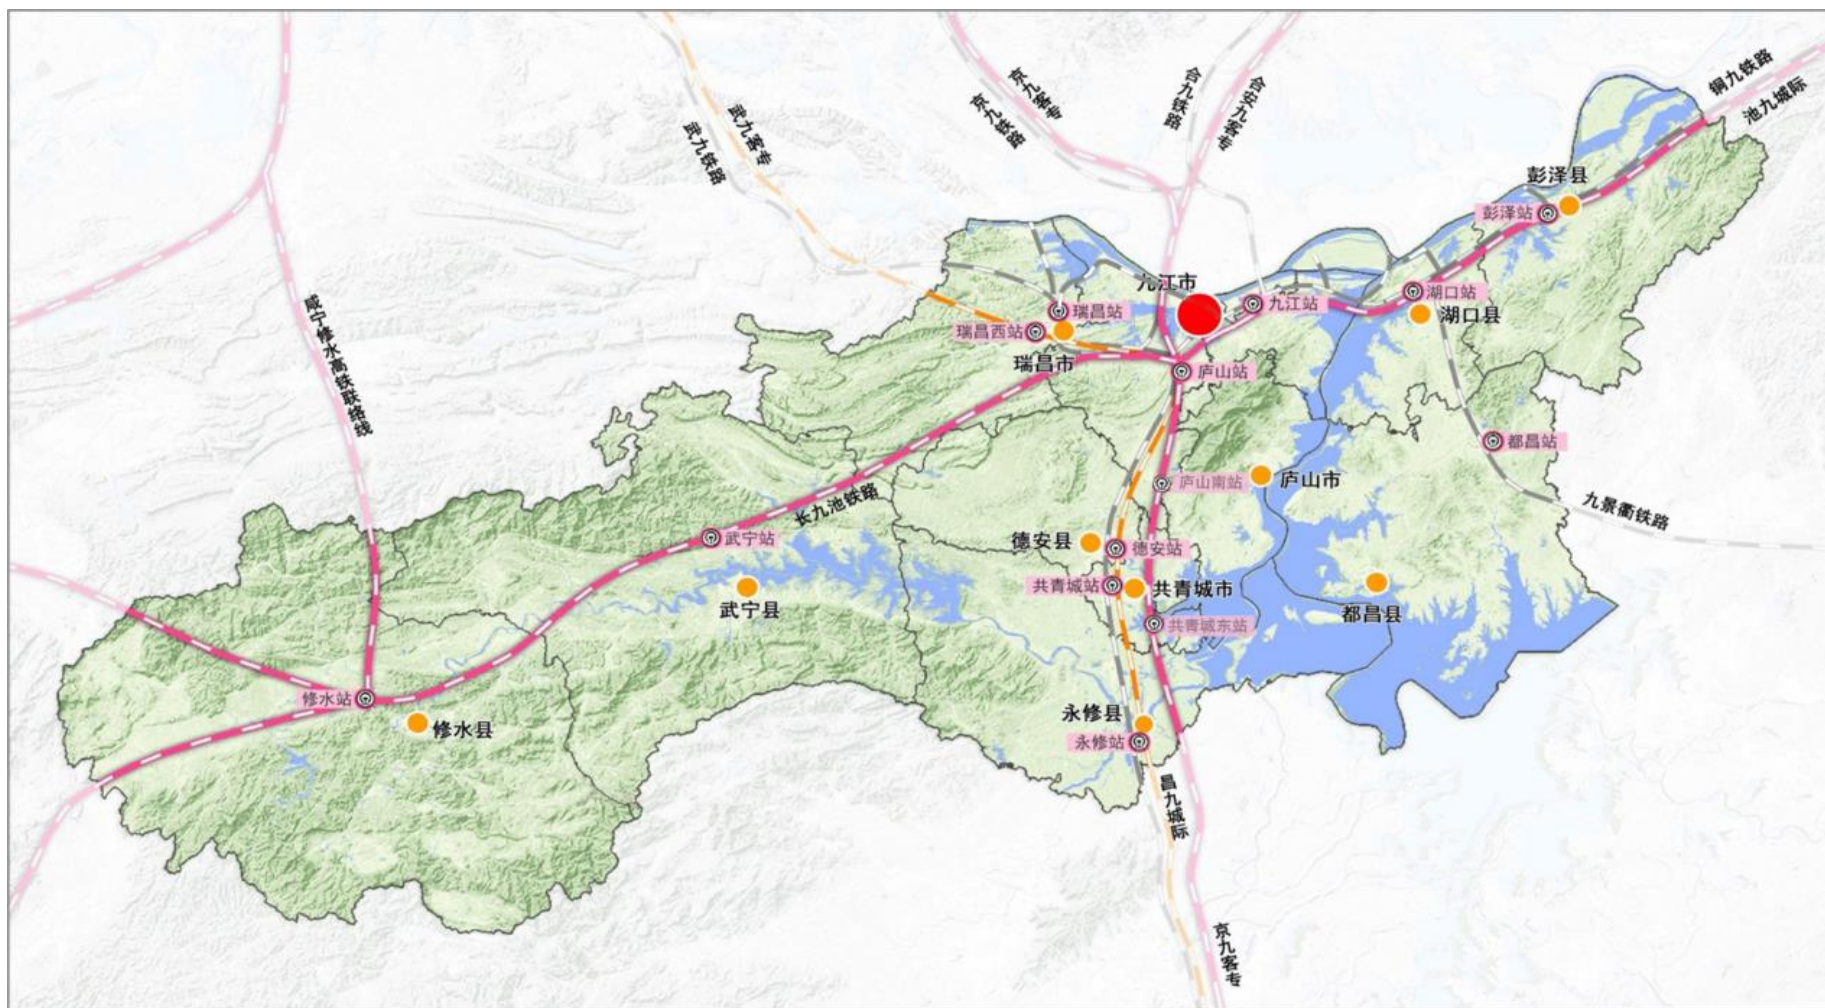 铜九铁路
池九城际
京九客专
京九铁路
合九铁路
合安九客专
武九客专
武九铁路
彭泽县
彭泽站
九江市
九江站
湖口站
湖口县
瑞昌站
瑞昌西站
瑞昌市
庐山站
咸宁修水高铁联络线
都昌站
庐山南站
庐山市
长九池铁路
九景衢铁路
武宁站
德安县
德安站
共青城站
共青城市
武宁县
都昌县
共青城东站
修水站
修水县
永修县
永修站
昌九城际
京九客专